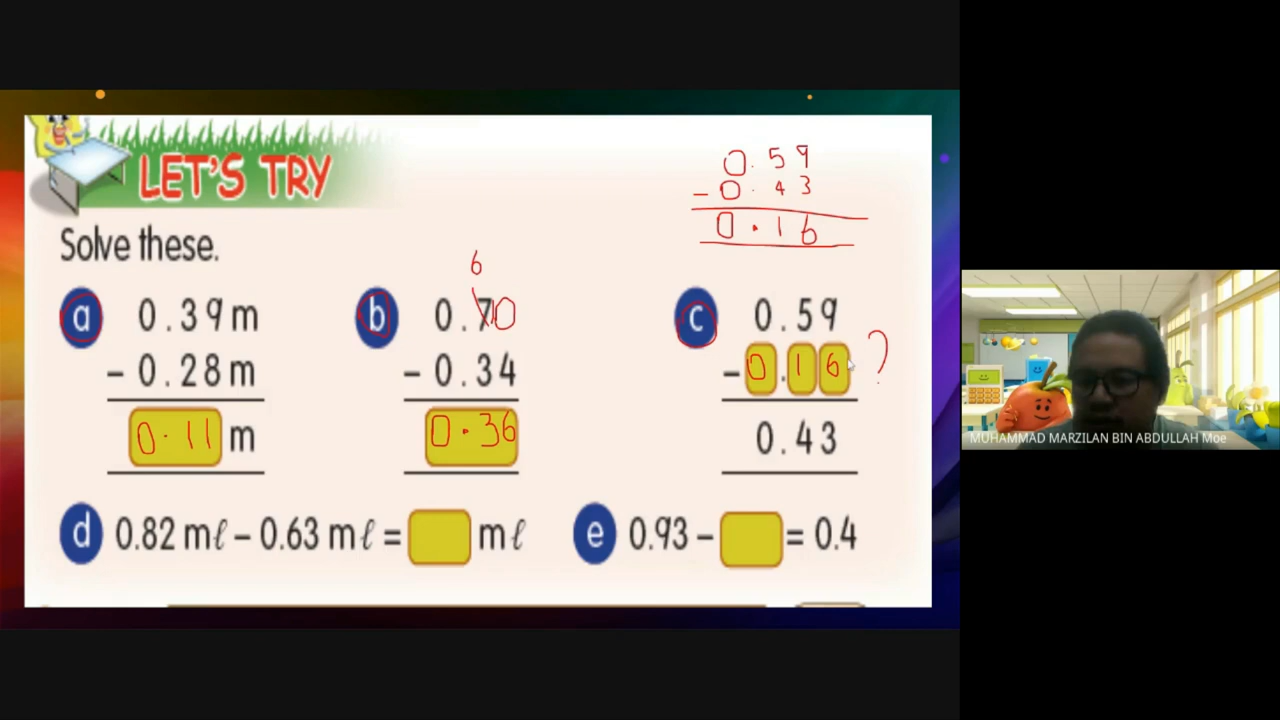 LET'S TRY
Solve these.
0.59
- 0.43
0.16
a 0.39 m
- 0.28 m
0.11 m
6
b 0.70
- 0.34
0.36
c 0.59
- 0.16 ?
0.43
d 0.82 mℓ – 0.63 mℓ = mℓ
e 0.93 – = 0.4
MUHAMMAD MARZILAN BIN ABDULLAH Moe